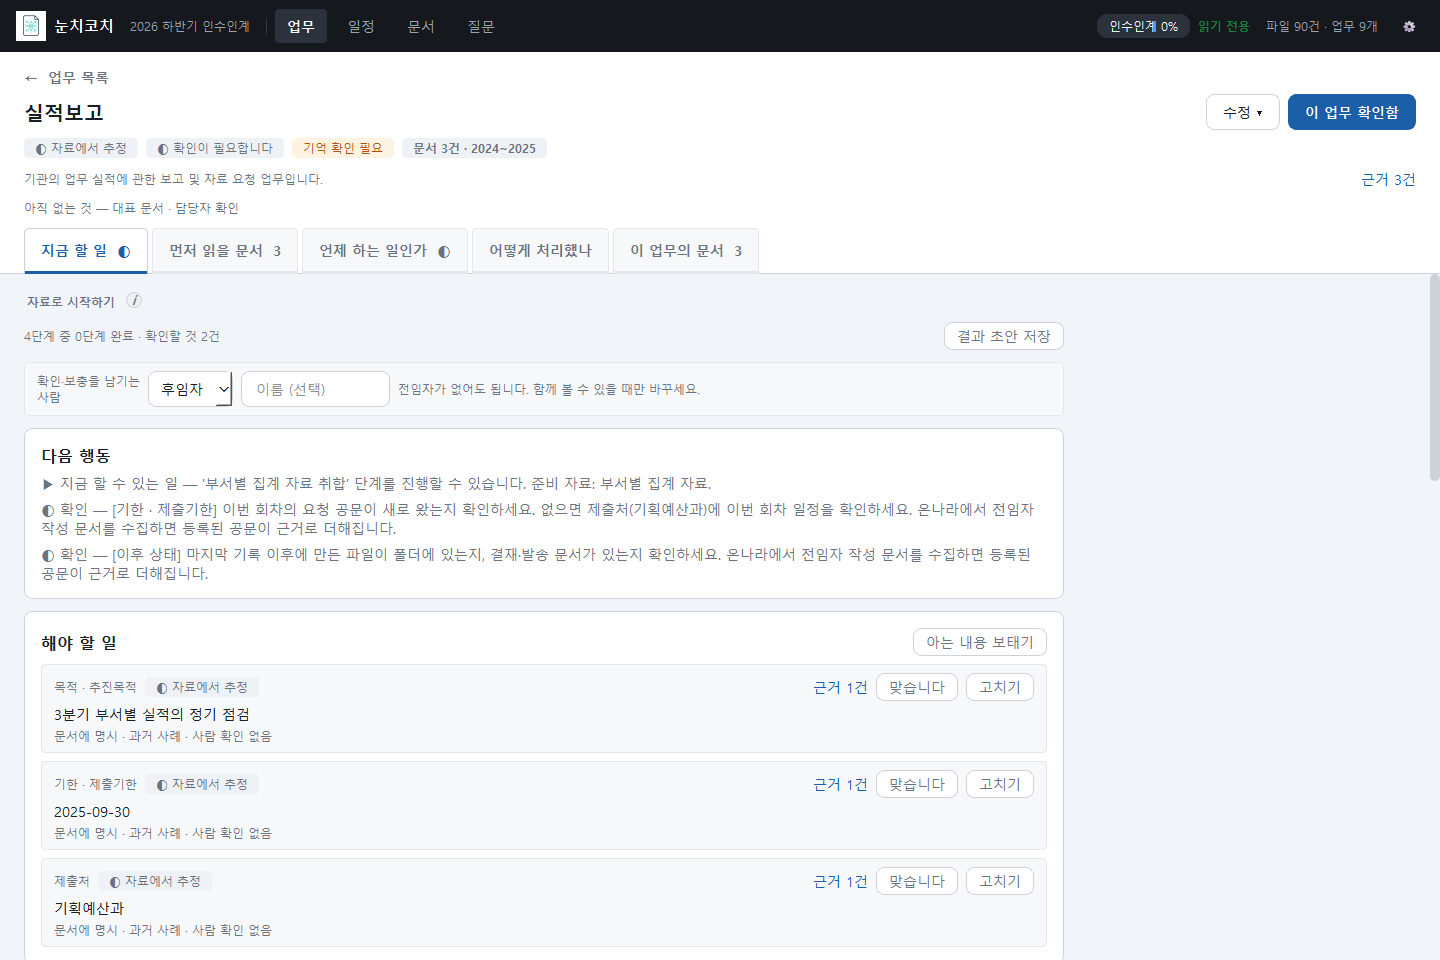 눈치코치 2026 하반기 인수인계 업무 일정 문서 질문 인수인계 0% 읽기 전용 파일 90건 · 업무 9개
← 업무 목록
실적보고 수정 ▾ 이 업무 확인함
◐ 자료에서 추정 ◐ 확인이 필요합니다 기억 확인 필요 문서 3건 · 2024~2025
기관의 업무 실적에 관한 보고 및 자료 요청 업무입니다. 근거 3건
아직 없는 것 — 대표 문서 · 담당자 확인
지금 할 일 ◐ 먼저 읽을 문서 3 언제 하는 일인가 ◐ 어떻게 처리했나 이 업무의 문서 3
자료로 시작하기 i
4단계 중 0단계 완료 · 확인할 것 2건 결과 초안 저장
확인·보충을 남기는
사람 후임자 이름 (선택) 전임자가 없어도 됩니다. 함께 볼 수 있을 때만 바꾸세요.
다음 행동
▶ 지금 할 수 있는 일 — '부서별 집계 자료 취합' 단계를 진행할 수 있습니다. 준비 자료: 부서별 집계 자료.
◐ 확인 — [기한 · 제출기한] 이번 회차의 요청 공문이 새로 왔는지 확인하세요. 없으면 제출처(기획예산과)에 이번 회차 일정을 확인하세요. 온나라에서 전임자
작성 문서를 수집하면 등록된 공문이 근거로 더해집니다.
◐ 확인 — [이후 상태] 마지막 기록 이후에 만든 파일이 폴더에 있는지, 결재·발송 문서가 있는지 확인하세요. 온나라에서 전임자 작성 문서를 수집하면 등록된
공문이 근거로 더해집니다.
해야 할 일 아는 내용 보태기
목적 · 추진목적 ◐ 자료에서 추정 근거 1건 맞습니다 고치기
3분기 부서별 실적의 정기 점검
문서에 명시 · 과거 사례 · 사람 확인 없음
기한 · 제출기한 ◐ 자료에서 추정 근거 1건 맞습니다 고치기
2025-09-30
문서에 명시 · 과거 사례 · 사람 확인 없음
제출처 ◐ 자료에서 추정 근거 1건 맞습니다 고치기
기획예산과
문서에 명시 · 과거 사례 · 사람 확인 없음